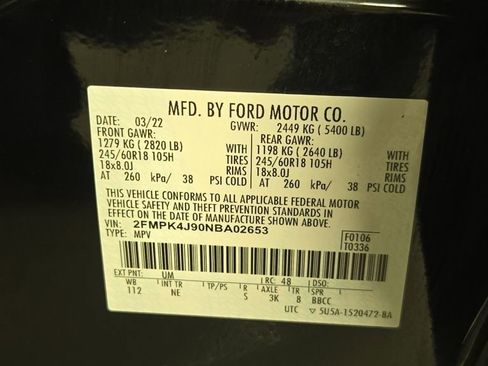 MFD. BY FORD MOTOR CO.
DATE: 03/22 GVWR: 2449 KG ( 5400 LB)
FRONT GAWR: REAR GAWR:
1279 KG ( 2820 LB) WITH 1198 KG ( 2640 LB) WITH
245/60R18 105H TIRES 245/60R18 105H TIRES
18x8.0J RIMS 18x8.0J RIMS
AT 260 kPa/ 38 PSI COLD AT 260 kPa/ 38 PSI COLD
THIS VEHICLE CONFORMS TO ALL APPLICABLE FEDERAL MOTOR
VEHICLE SAFETY AND THEFT PREVENTION STANDARDS IN
EFFECT ON THE DATE OF MANUFACTURE SHOWN ABOVE.
VIN: 2FMPK4J90NBA02653 F0106
TYPE: MPV T0336
EXT PNT: UM RC: 48 DSO:
WB INT TR TP/PS R AXLE TR SPR
112 NE S 3K 8 BBCC
UTC ▽ 5U5A-1520472-BA